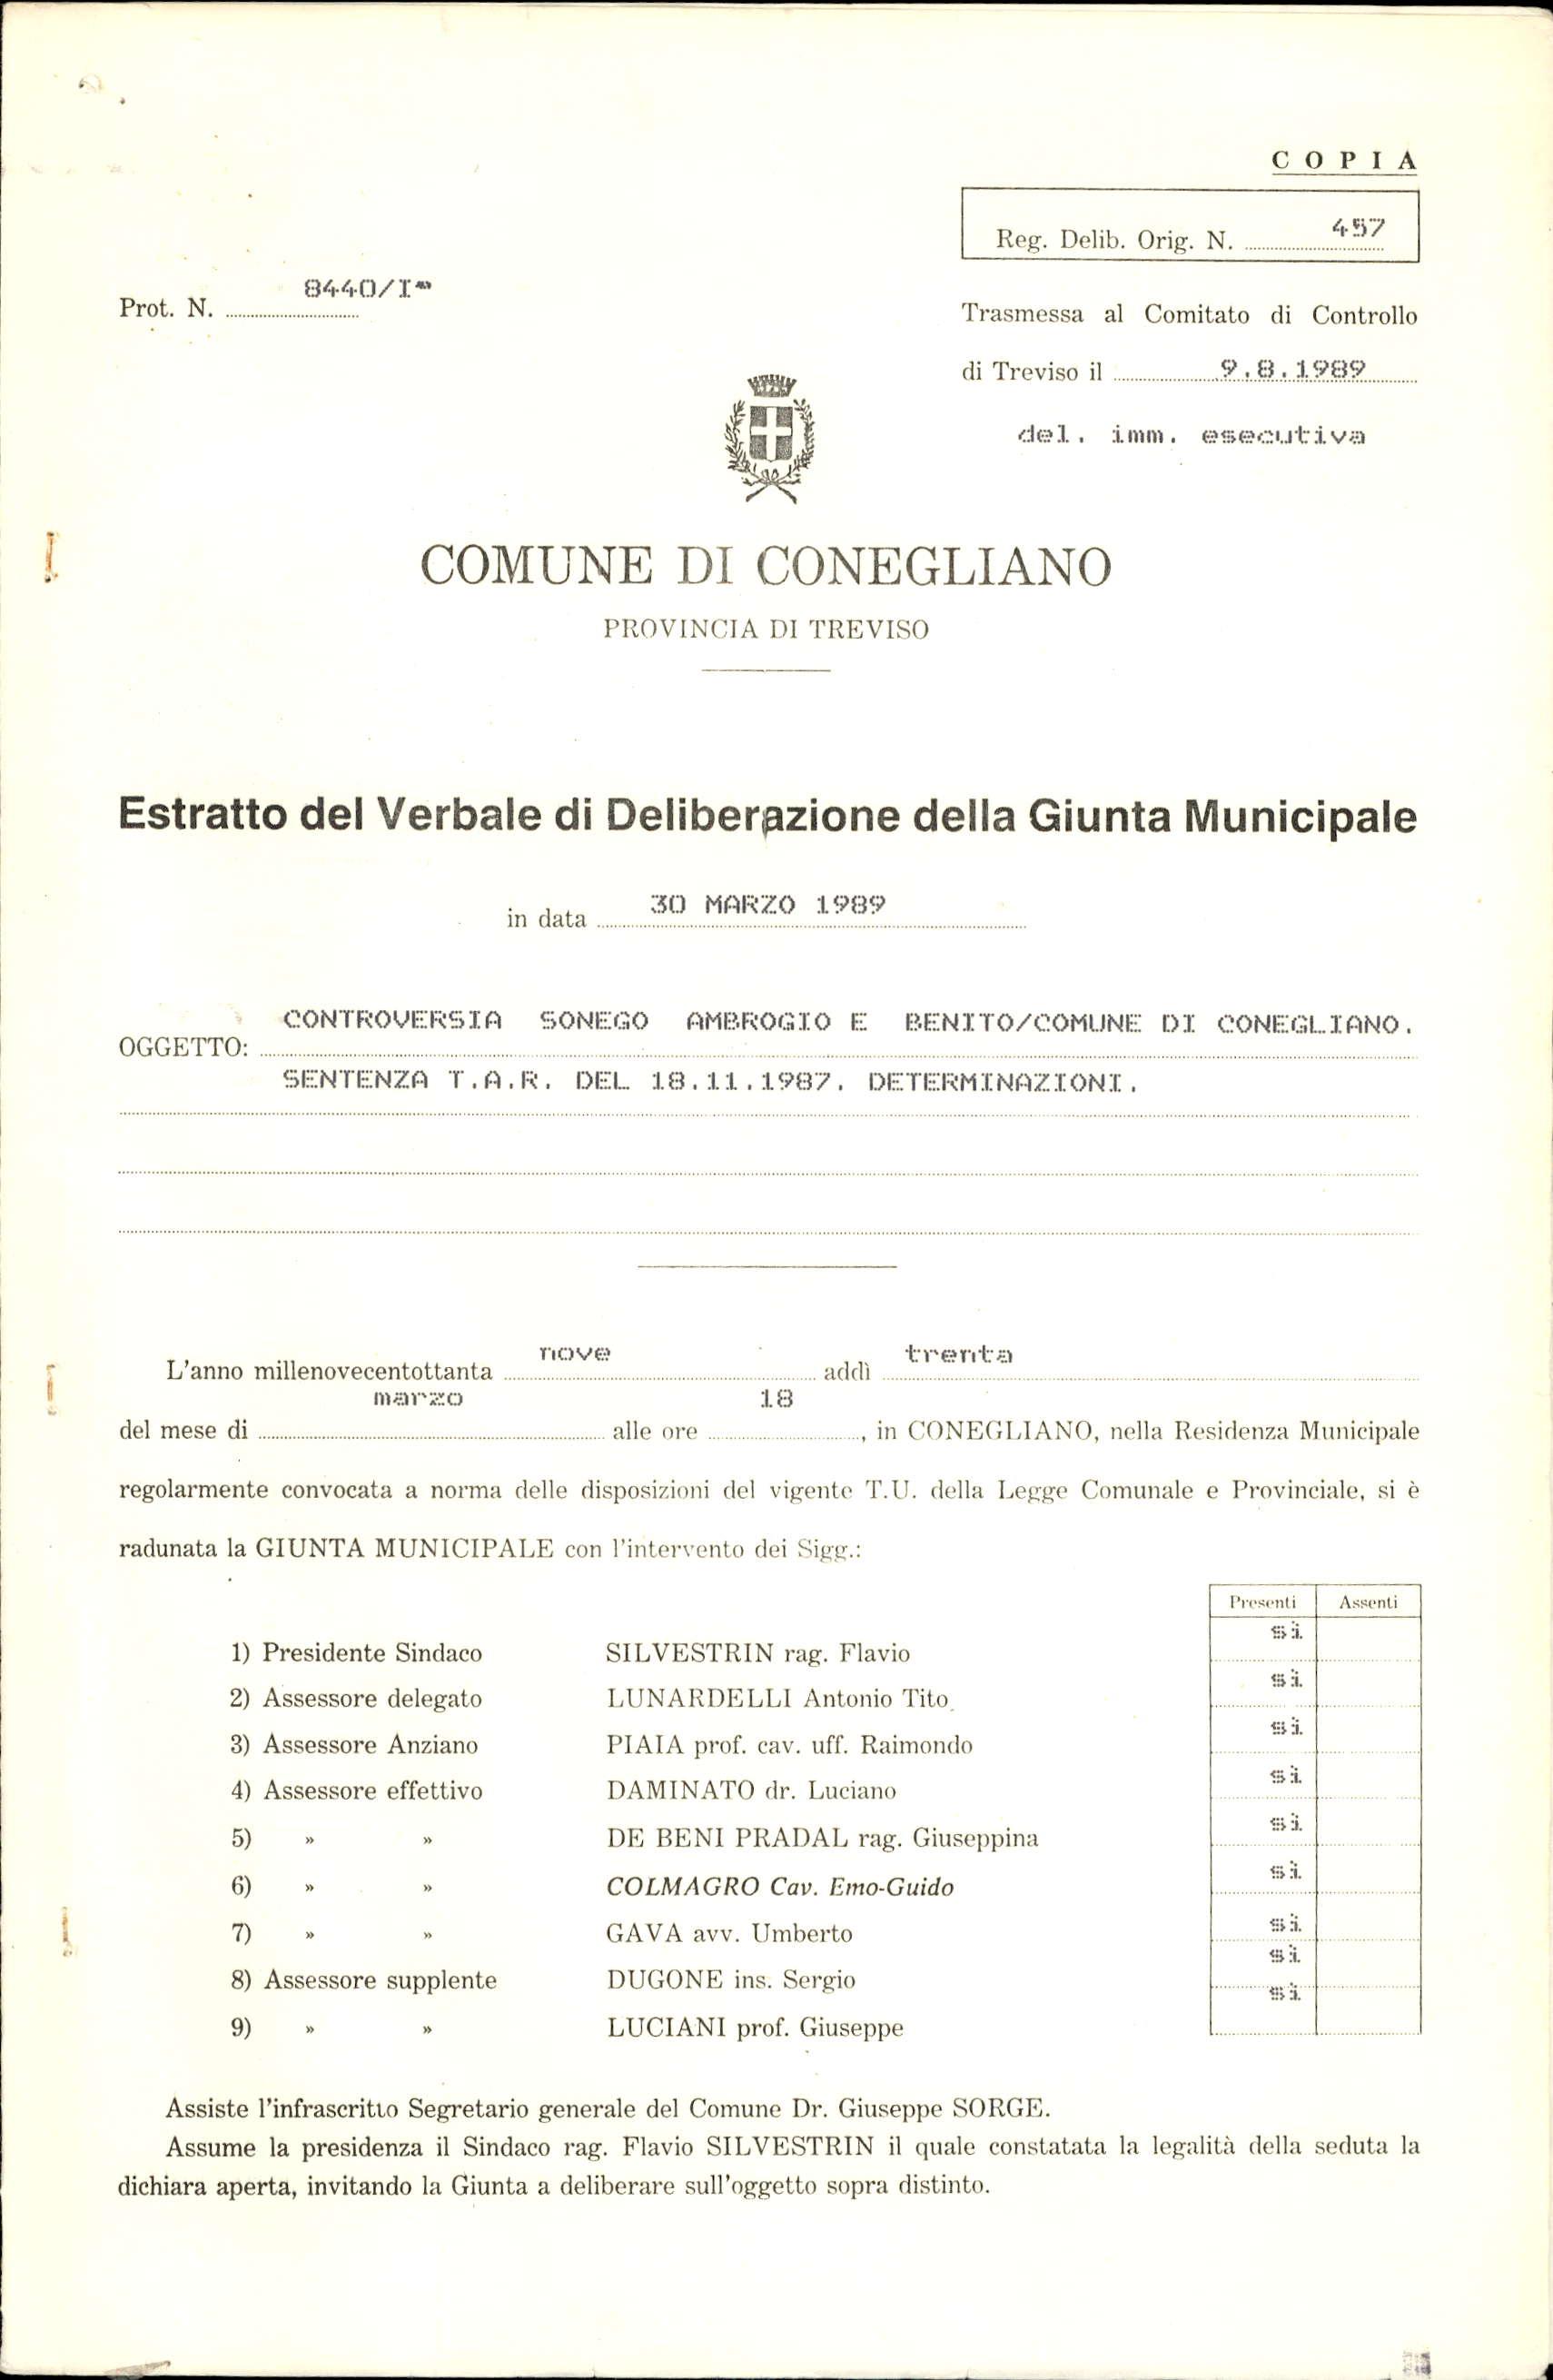 COPIA
Reg. Delib. Orig. N. 457
Prot. N. 8440/I^
Trasmessa al Comitato di Controllo
di Treviso il 9.8.1989
del. imm. esecutiva
COMUNE DI CONEGLIANO
PROVINCIA DI TREVISO
Estratto del Verbale di Deliberazione della Giunta Municipale
in data 30 MARZO 1989
OGGETTO: CONTROVERSIA SONEGO AMBROGIO E BENITO/COMUNE DI CONEGLIANO.
SENTENZA T.A.R. DEL 18.11.1987. DETERMINAZIONI.
L'anno millenovecentottanta nove addì trenta
del mese di marzo alle ore 18, in CONEGLIANO, nella Residenza Municipale
regolarmente convocata a norma delle disposizioni del vigente T.U. della Legge Comunale e Provinciale, si è
radunata la GIUNTA MUNICIPALE con l'intervento dei Sigg.:
Presenti Assenti
1) Presidente Sindaco SILVESTRIN rag. Flavio sì
2) Assessore delegato LUNARDELLI Antonio Tito sì
3) Assessore Anziano PIAIA prof. cav. uff. Raimondo sì
4) Assessore effettivo DAMINATO dr. Luciano sì
5) » » DE BENI PRADAL rag. Giuseppina sì
6) » » COLMAGRO Cav. Emo-Guido sì
7) » » GAVA avv. Umberto sì
8) Assessore supplente DUGONE ins. Sergio sì
9) » » LUCIANI prof. Giuseppe sì
Assiste l'infrascritto Segretario generale del Comune Dr. Giuseppe SORGE.
Assume la presidenza il Sindaco rag. Flavio SILVESTRIN il quale constatata la legalità della seduta la
dichiara aperta, invitando la Giunta a deliberare sull'oggetto sopra distinto.